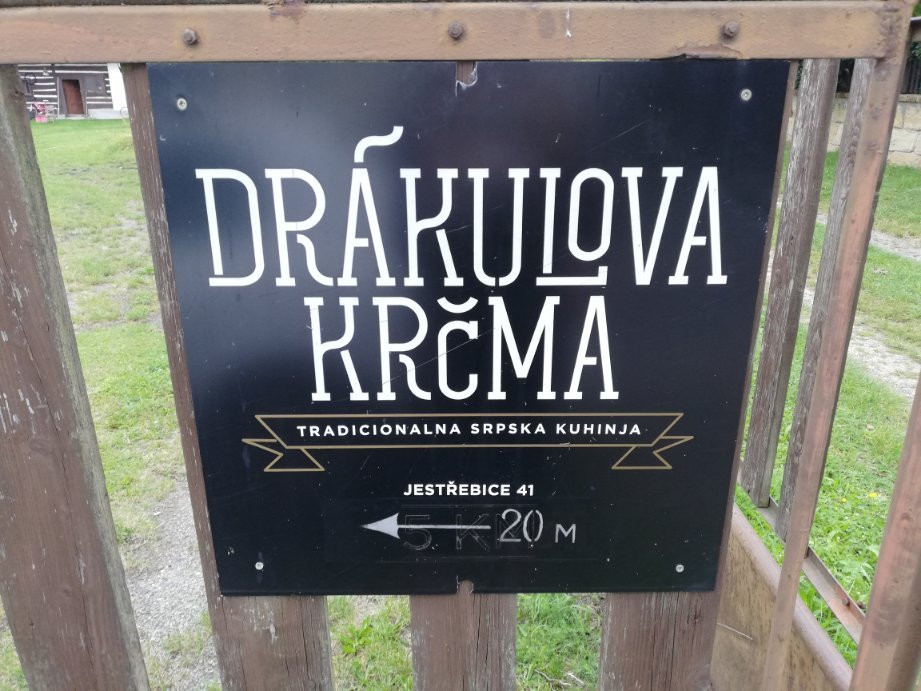 DRÁKULOVA
KRČMA
TRADICIONALNA SRPSKA KUHINJA
JESTŘEBICE 41
20 M